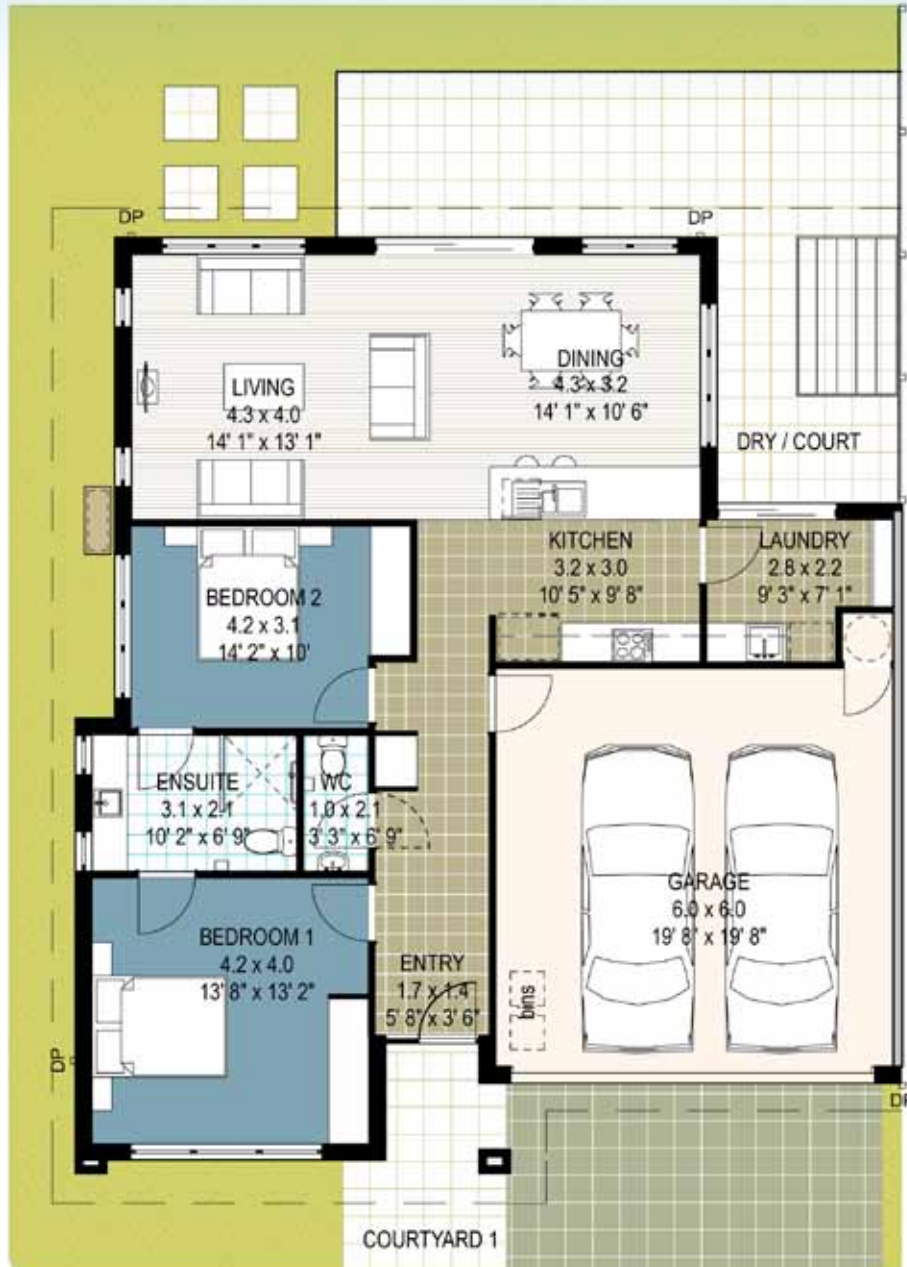 DP
DP
LIVING
4.3 x 4.0
14' 1" x 13' 1"
DINING
4.3 x 3.2
14' 1" x 10' 6"
DRY / COURT
KITCHEN
3.2 x 3.0
10' 5" x 9' 8"
LAUNDRY
2.8 x 2.2
9' 3" x 7' 1"
BEDROOM 2
4.2 x 3.1
14' 2" x 10'
ENSUITE
3.1 x 2.1
10' 2" x 6' 9"
WC
1.0 x 2.1
3' 3" x 6' 9"
GARAGE
6.0 x 6.0
19' 8" x 19' 8"
BEDROOM 1
4.2 x 4.0
13' 8" x 13' 2"
ENTRY
1.7 x 1.4
5' 8" x 3' 6"
bins
DP
DP
COURTYARD 1